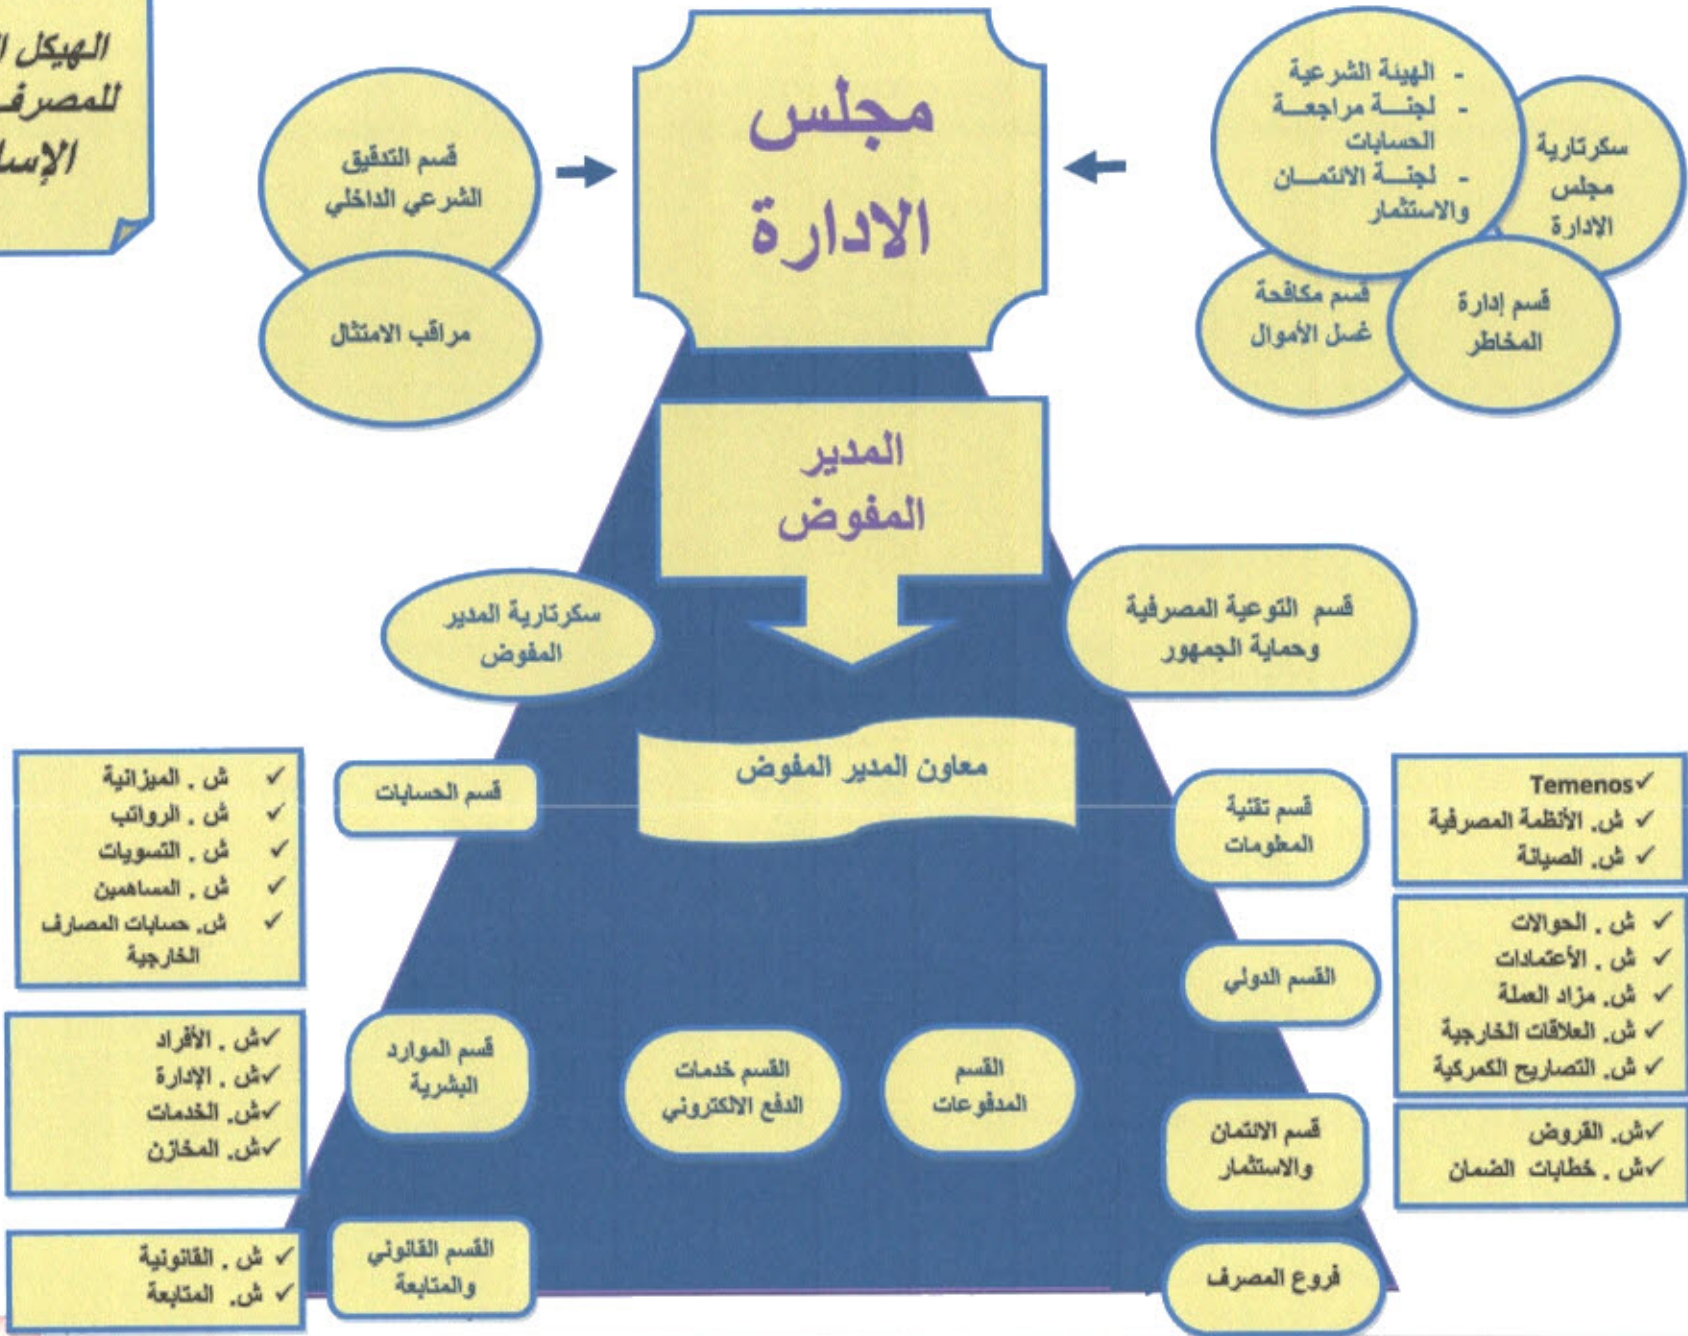 الهيكل
للمصرف
مجلس
الادارة
- الهيئة الشرعية
- لجنة مراجعة
الحسابات
- لجنة الائتمان
والاستثمار
سكرتارية
مجلس
الإدارة
قسم مكافحة
غسل الأموال
قسم إدارة
المخاطر
قسم التدقيق
الشرعي الداخلي
مراقب الامتثال
المدير
المفوض
قسم التوعية المصرفية
وحماية الجمهور
سكرتارية المدير
المفوض
معاون المدير المفوض
قسم تقنية
المعلومات
✓Temenos
✓ ش. الأنظمة المصرفية
✓ ش. الصيانة
القسم الدولي
✓ ش . الحوالات
✓ ش . الأعتمادات
✓ ش. مزاد العملة
✓ ش. العلاقات الخارجية
✓ ش. التصاريح الكمركية
قسم الائتمان
والاستثمار
✓ش. القروض
✓ش . خطابات الضمان
فروع المصرف
القسم
المدفوعات
القسم خدمات
الدفع الالكتروني
قسم الحسابات
✓ ش . الميزانية
✓ ش . الرواتب
✓ ش . التسويات
✓ ش . المساهمين
✓ ش. حسابات المصارف
الخارجية
قسم الموارد
البشرية
✓ش . الأفراد
✓ش . الإدارة
✓ش. الخدمات
✓ش. المخازن
القسم القانوني
والمتابعة
✓ ش . القانونية
✓ ش. المتابعة